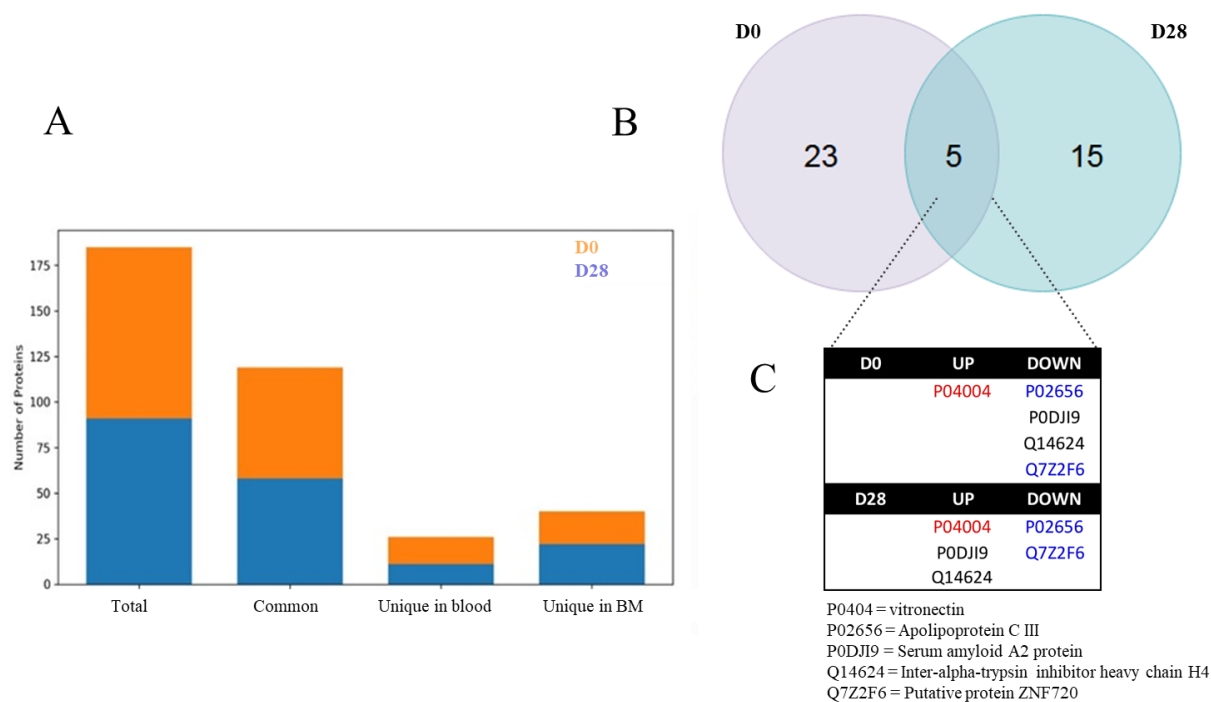 A
D0
D28
175
150
125
100
75
50
25
0
Number of Proteins
Total Common Unique in blood Unique in BM
B
D0 D28
23 5 15
C
D0 UP DOWN
P04004 P02656
P0DJI9
Q14624
Q7Z2F6
D28 UP DOWN
P04004 P02656
P0DJI9 Q7Z2F6
Q14624
P0404 = vitronectin
P02656 = Apolipoprotein C III
P0DJI9 = Serum amyloid A2 protein
Q14624 = Inter-alpha-trypsin inhibitor heavy chain H4
Q7Z2F6 = Putative protein ZNF720